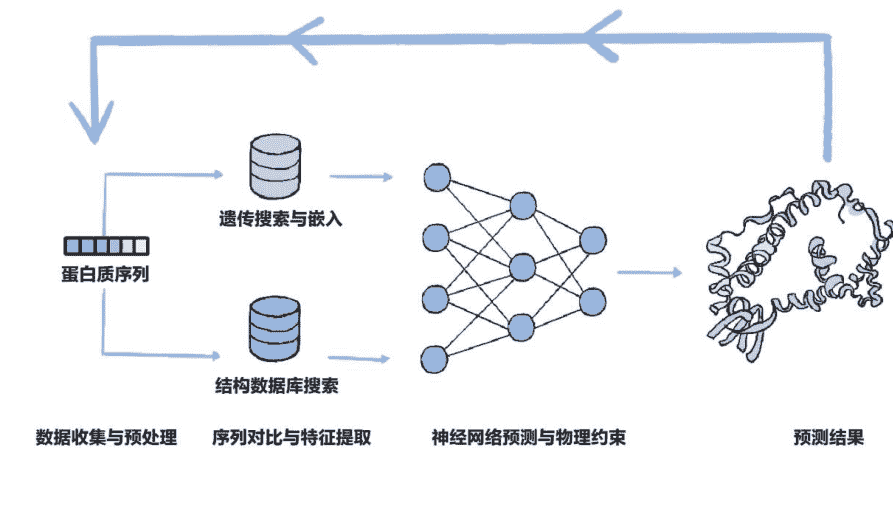 遗传搜索与嵌入
蛋白质序列
结构数据库搜索
数据收集与预处理
序列对比与特征提取
神经网络预测与物理约束
预测结果